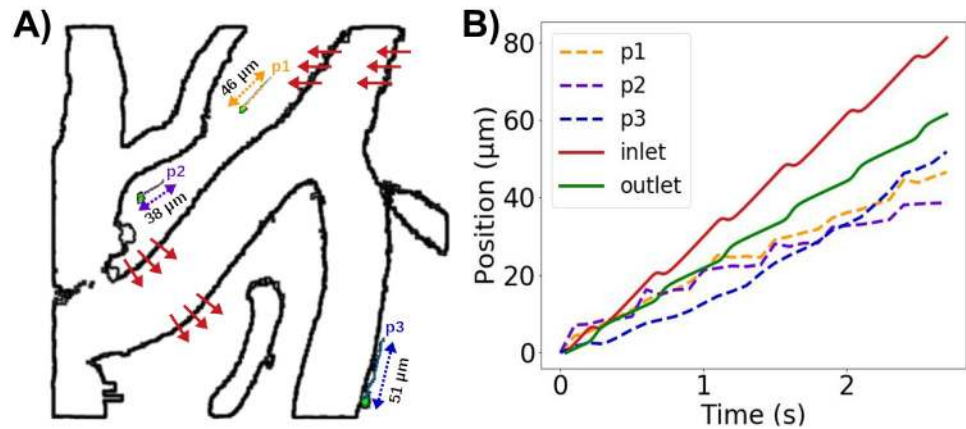 A)
p1
46 μm
p2
38 μm
p3
51 μm
B)
Position (μm)
80
60
40
20
0
p1
p2
p3
inlet
outlet
0
1
2
Time (s)